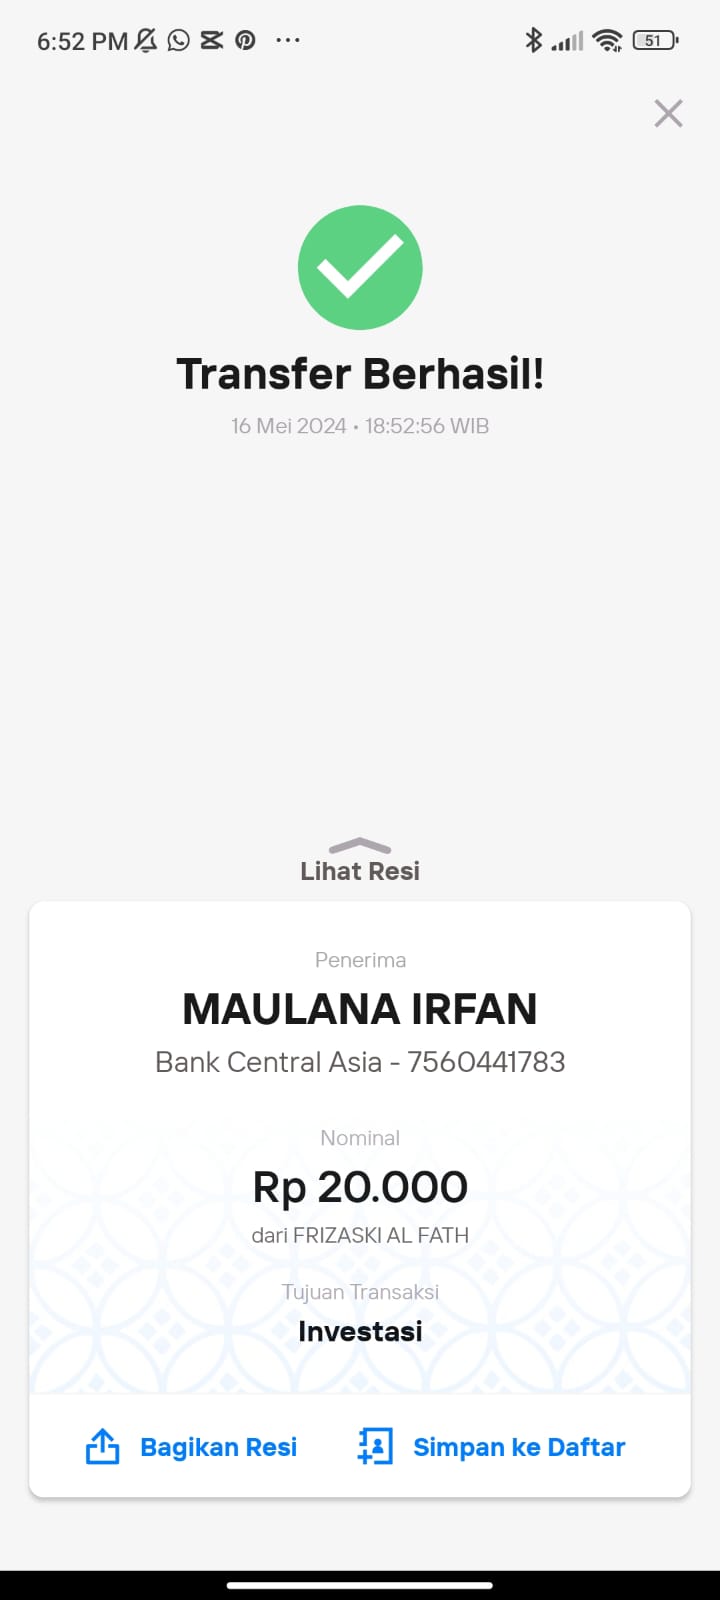 6:52 PM
51
Transfer Berhasil!
16 Mei 2024 • 18:52:56 WIB
Lihat Resi
Penerima
MAULANA IRFAN
Bank Central Asia - 7560441783
Nominal
Rp 20.000
dari FRIZASKI AL FATH
Tujuan Transaksi
Investasi
Bagikan Resi
Simpan ke Daftar